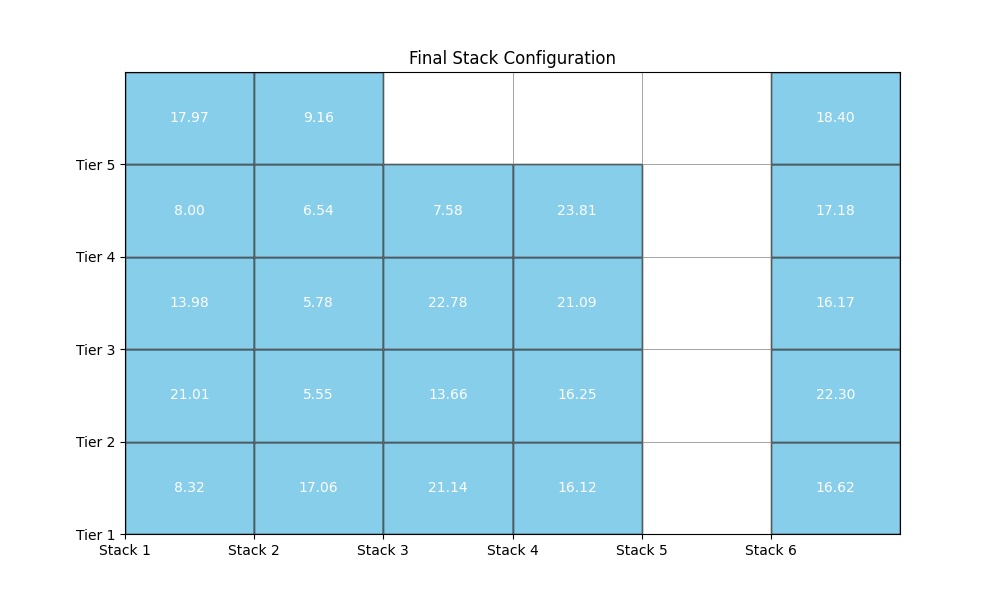 Final Stack Configuration
17.97 9.16 18.40
Tier 5
8.00 6.54 7.58 23.81 17.18
Tier 4
13.98 5.78 22.78 21.09 16.17
Tier 3
21.01 5.55 13.66 16.25 22.30
Tier 2
8.32 17.06 21.14 16.12 16.62
Tier 1
Stack 1 Stack 2 Stack 3 Stack 4 Stack 5 Stack 6